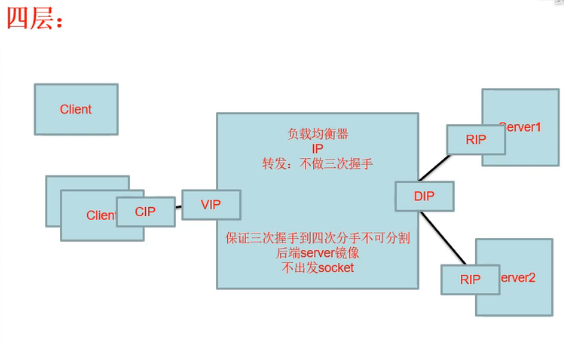 四层：
Client
Client
CIP
VIP
负载均衡器
IP
转发：不做三次握手
保证三次握手到四次分手不可分割
后端server镜像
不出发socket
DIP
RIP
Server1
RIP
erver2